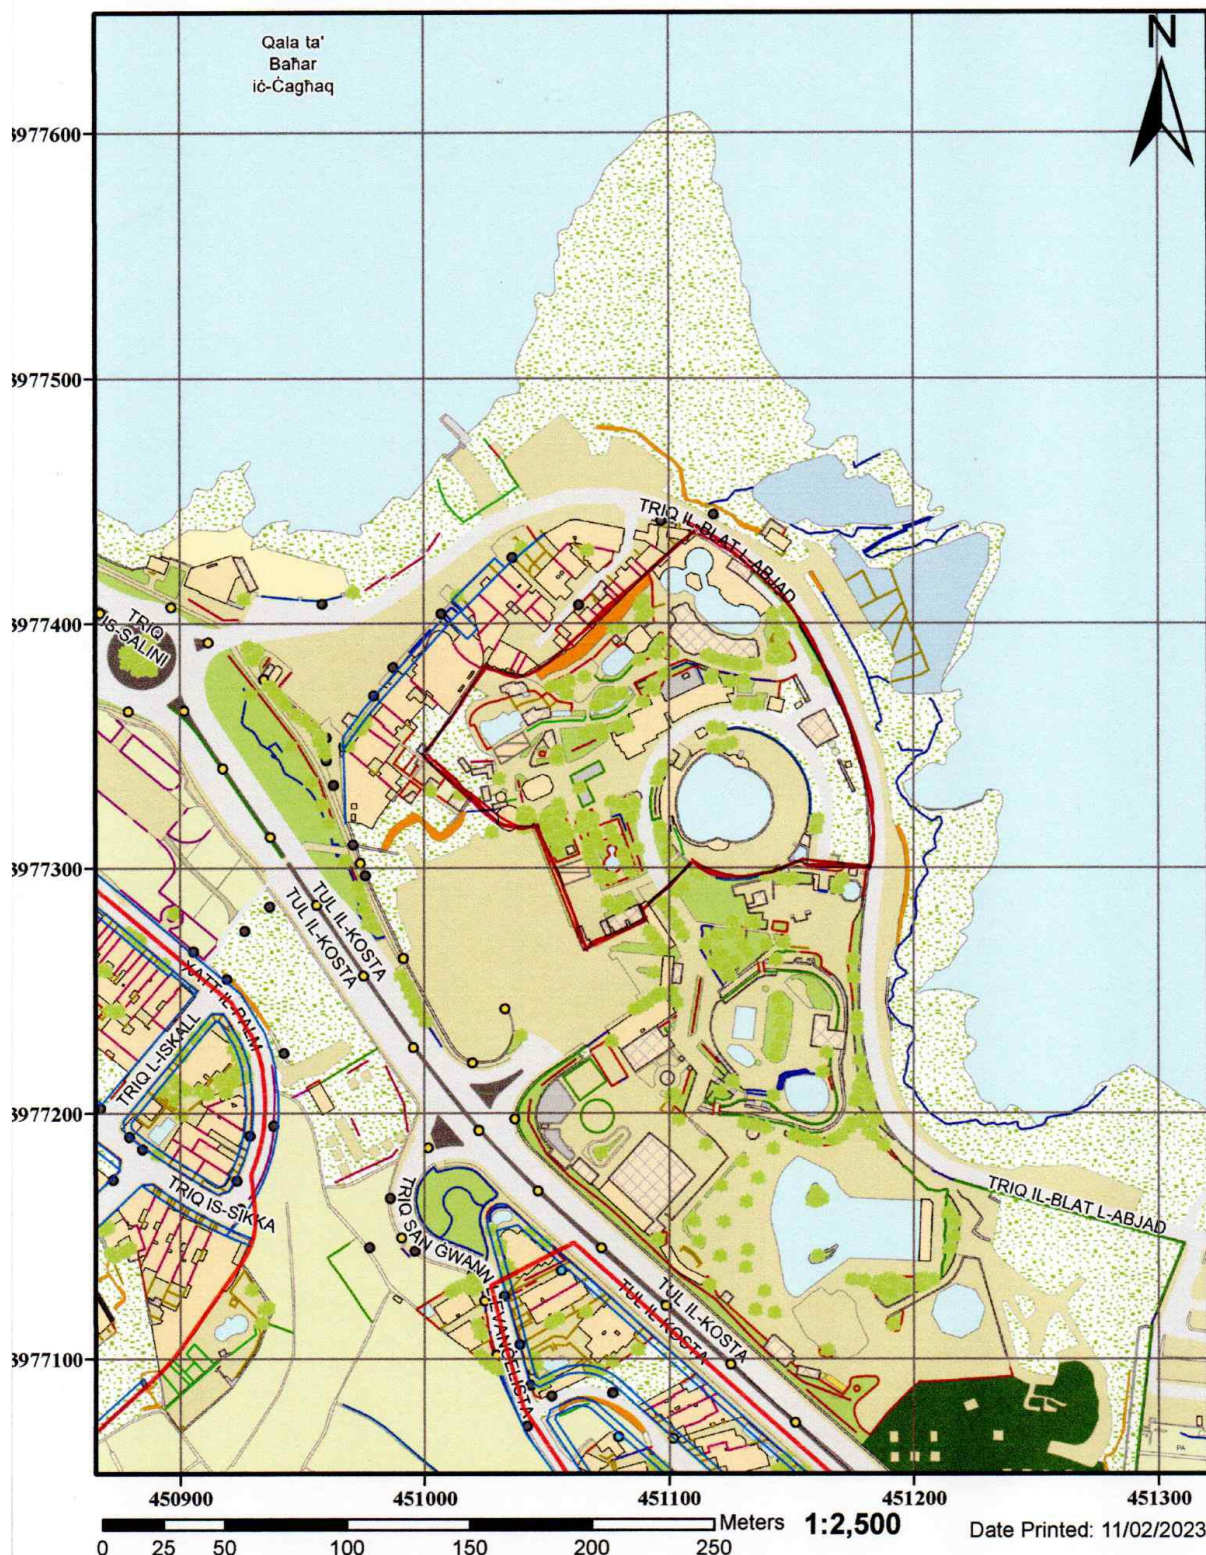 Qala ta'
Baħar
iċ-Ċagħaq
N
3977600
3977500
TRIQ IL-BLAT L-ABJAD
3977400
TRIQ
IS-SALINI
3977300
TUL IL-KOSTA
TUL IL-KOSTA
XATT IL-PALM
TRIQ L-ISKALL
3977200
TRIQ IS-SIKKA
TRIQ SAN ĠWANN L-EVANĠELISTA
TRIQ IL-BLAT L-ABJAD
TUL IL-KOSTA
TUL IL-KOSTA
3977100
PA
450900 451000 451100 451200 451300
Meters 1:2,500 Date Printed: 11/02/2023
0 25 50 100 150 200 250